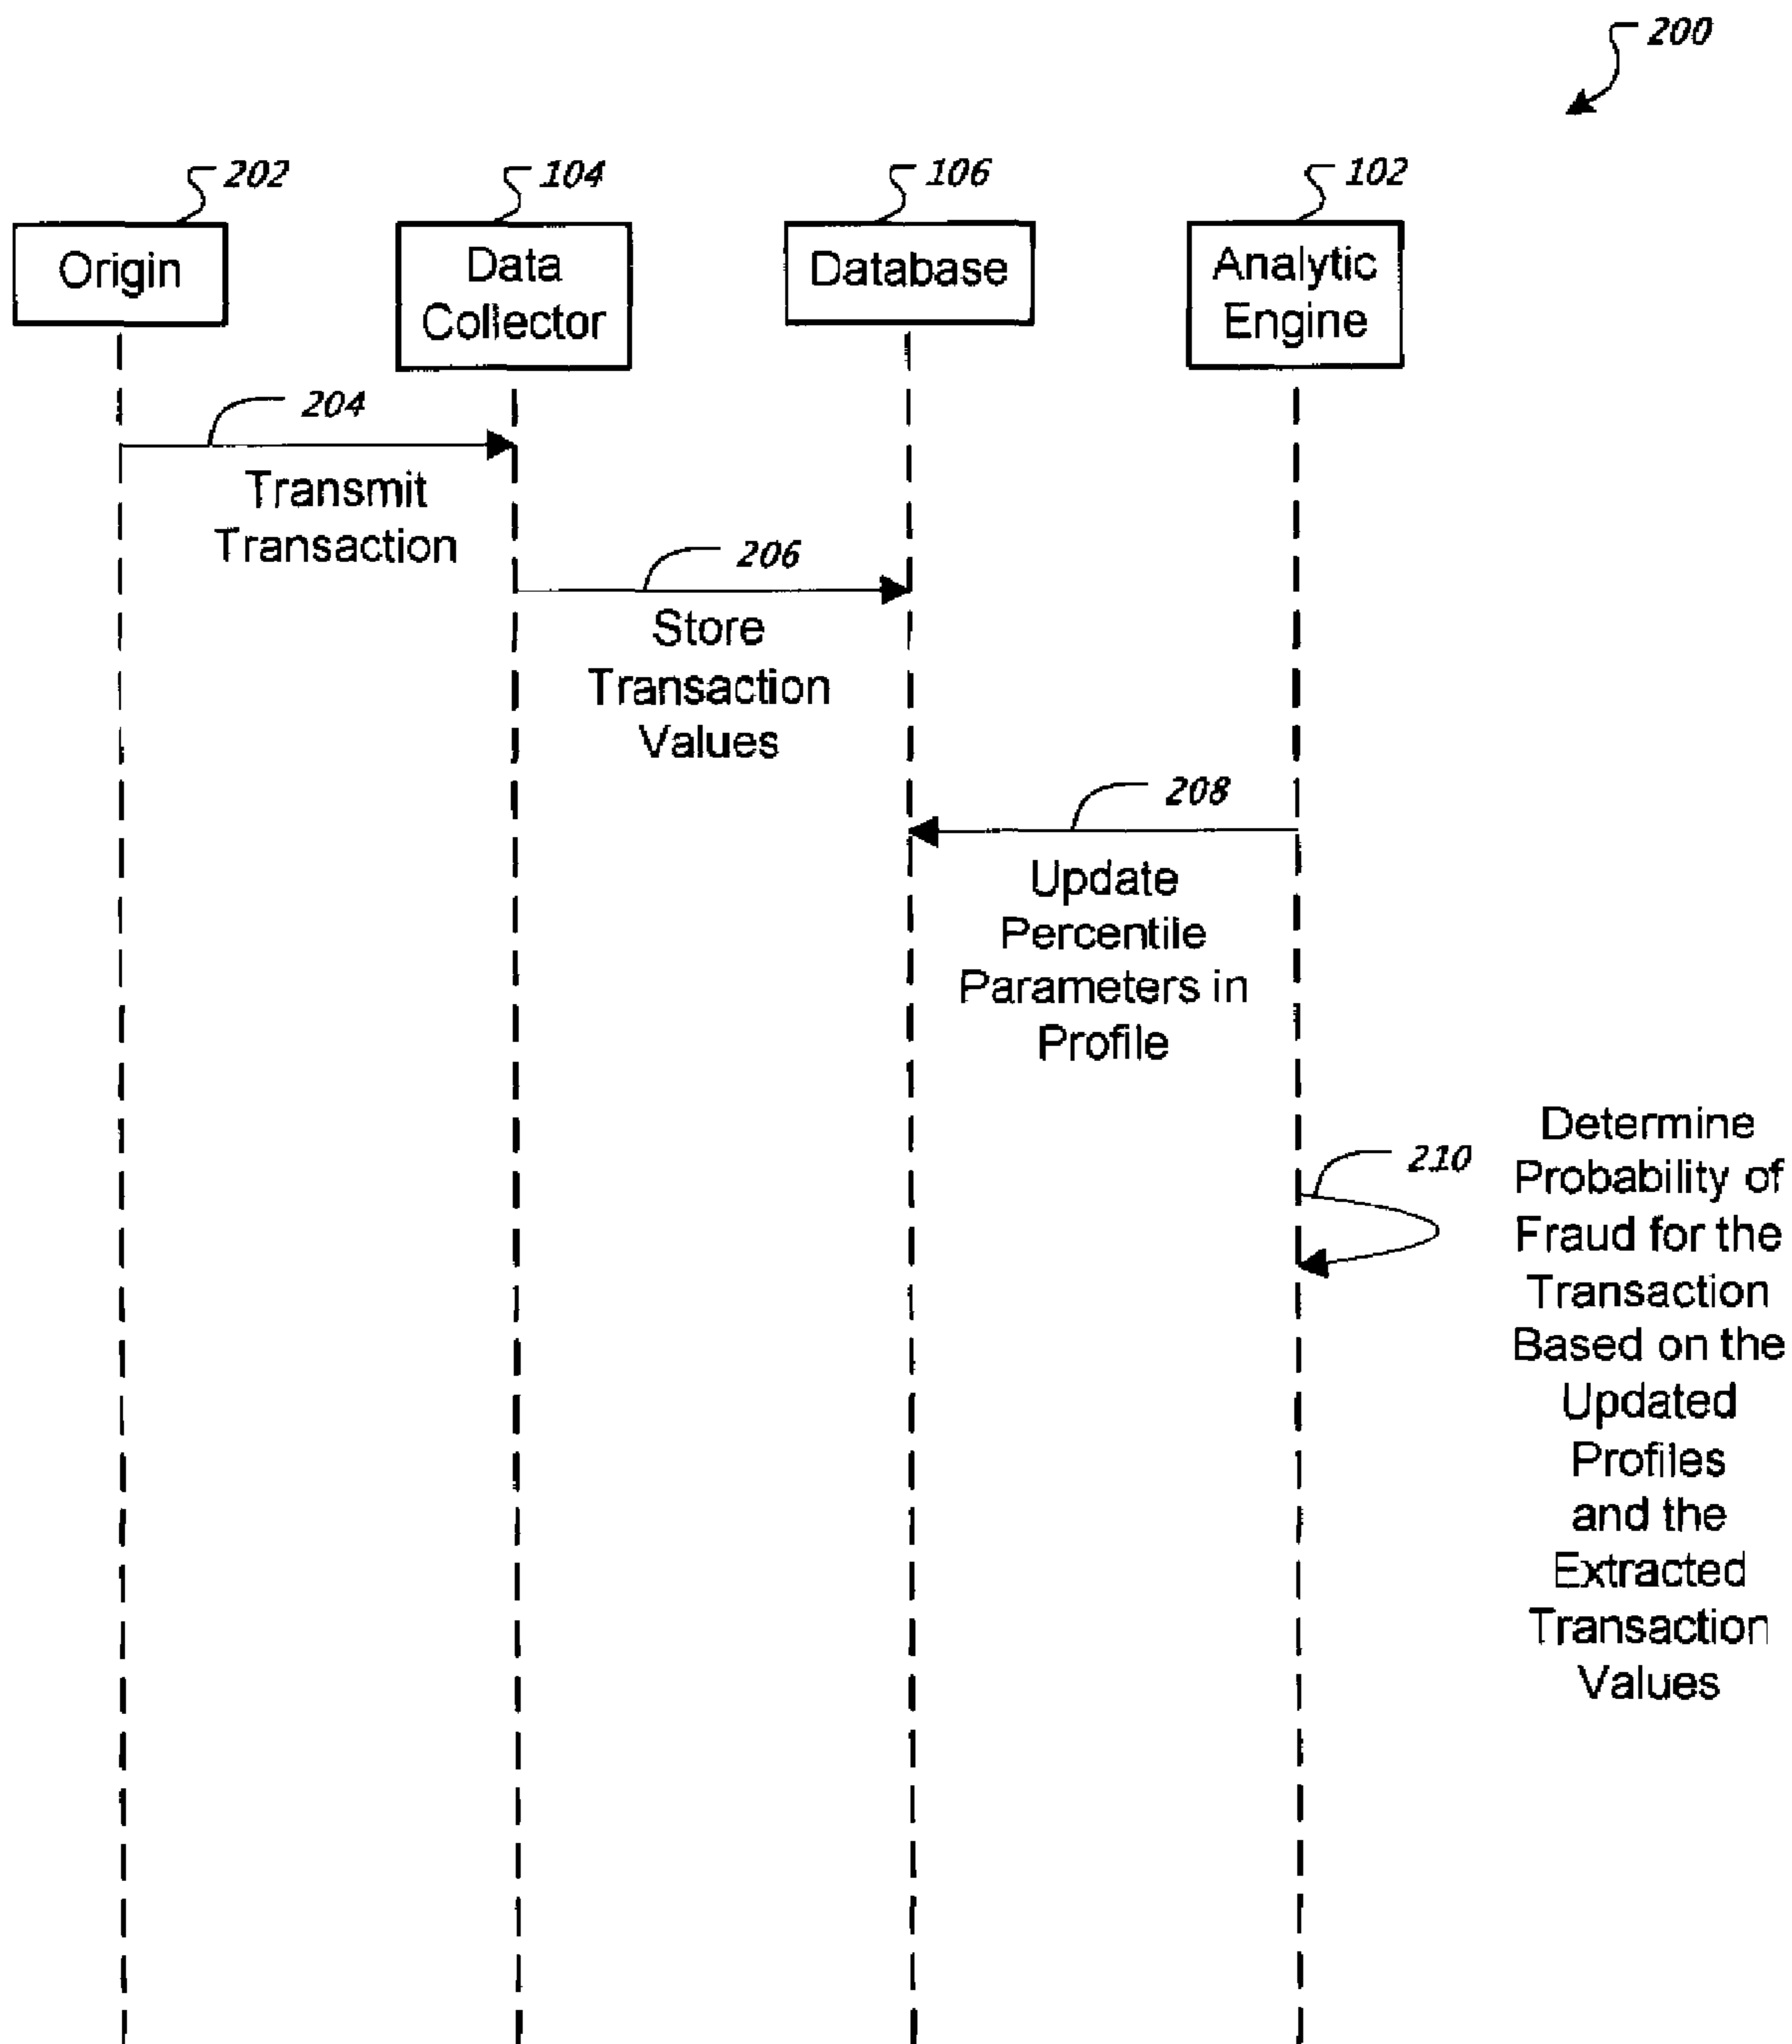 200
202
104
106
102
Origin
Data
Collector
Database
Analytic
Engine
204
Transmit
Transaction
206
Store
Transaction
Values
208
Update
Percentile
Parameters in
Profile
210
Determine
Probability of
Fraud for the
Transaction
Based on the
Updated
Profiles
and the
Extracted
Transaction
Values